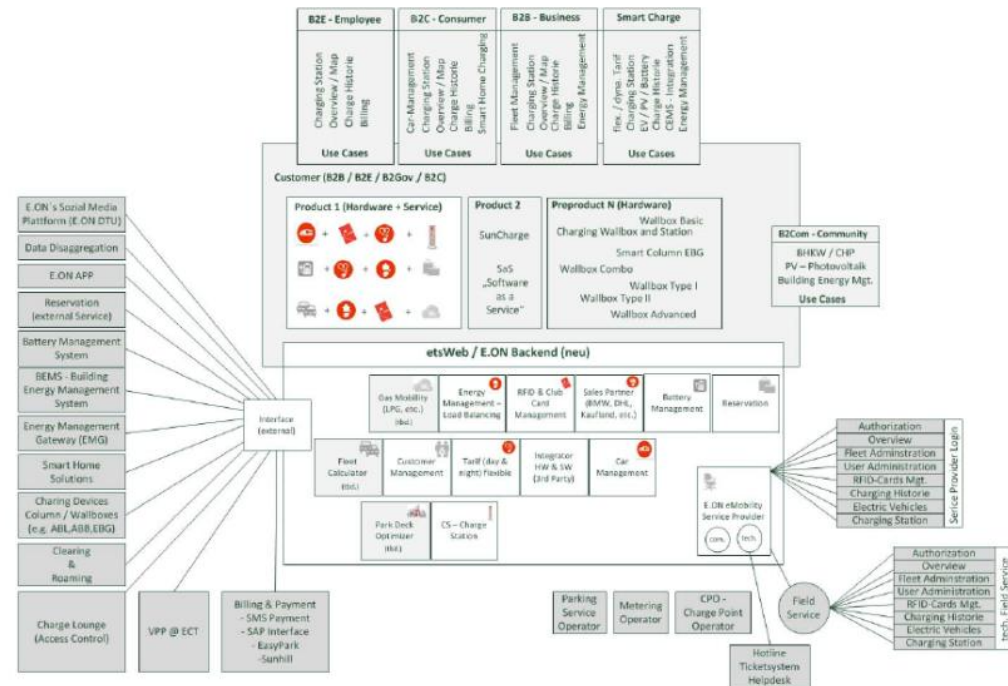 B2E - Employee
Charging Station
Overview / Map
Charge Historie
Billing
Use Cases
B2C - Consumer
Car-Management
Charging Station
Overview / Map
Charge Historie
Billing
Smart Home Charging
Use Cases
B2B - Business
Fleet Management
Charging Station
Overview / Map
Charge Historie
Billing
Energy Management
Use Cases
Smart Charge
flex. / dyna. Tarif
Charging Station
EV / PV / Battery
Charge Historie
CEMS - Integration
Energy Management
Use Cases
Customer (B2B / B2E / B2Gov / B2C)
Product 1 (Hardware + Service)
+ + +
+ + +
+ + +
Product 2
SunCharge
SaS
„Software
as a
Service“
Preproduct N (Hardware)
Wallbox Basic
Charging Wallbox and Station
Smart Column EBG
Wallbox Combo
Wallbox Type I
Wallbox Type II
Wallbox Advanced
B2Com - Community
BHKW / CHP
PV – Photovoltaik
Building Energy Mgt.
Use Cases
E.ON´s Sozial Media
Plattform (E.ON DTU)
Data Disaggregation
E.ON APP
Reservation
(external Service)
Battery Management
System
BEMS - Building
Energy Management
System
Energy Management
Gateway (EMG)
Smart Home
Solutions
Charing Devices
Column / Wallboxes
(e.g. ABL,ABB,EBG)
Clearing
&
Roaming
Charge Lounge
(Access Control)
VPP @ ECT
Billing & Payment
- SMS Payment
- SAP Interface
- EasyPark
-Sunhill
Interface
(external)
etsWeb / E.ON Backend (neu)
Gas Mobility
(LPG, etc.)
(tbd.)
Energy
Management –
Load Balancing
RFID & Club
Card
Management
Sales Partner
(BMW, DHL,
Kaufland, etc.)
Battery
Management
Reservation
Fleet
Calculator
(tbd.)
Customer
Management
Tarif (day &
night) flexible
Integrator
HW & SW
(3rd Party)
Car
Management
Park Deck
Optimizer
(tbd.)
CS – Charge
Station
E.ON eMobility
Service Provider
com.
tech.
Authorization
Overview
Fleet Adminstration
User Administration
RFID-Cards Mgt.
Charging Historie
Electric Vehicles
Charging Station
Serice Provider Login
Parking
Service
Operator
Metering
Operator
CPO -
Charge Point
Operator
Field
Service
Authorization
Overview
Fleet Adminstration
User Administration
RFID-Cards Mgt.
Charging Historie
Electric Vehicles
Charging Station
tech. Field Service
Hotline
Ticketsystem
Helpdesk